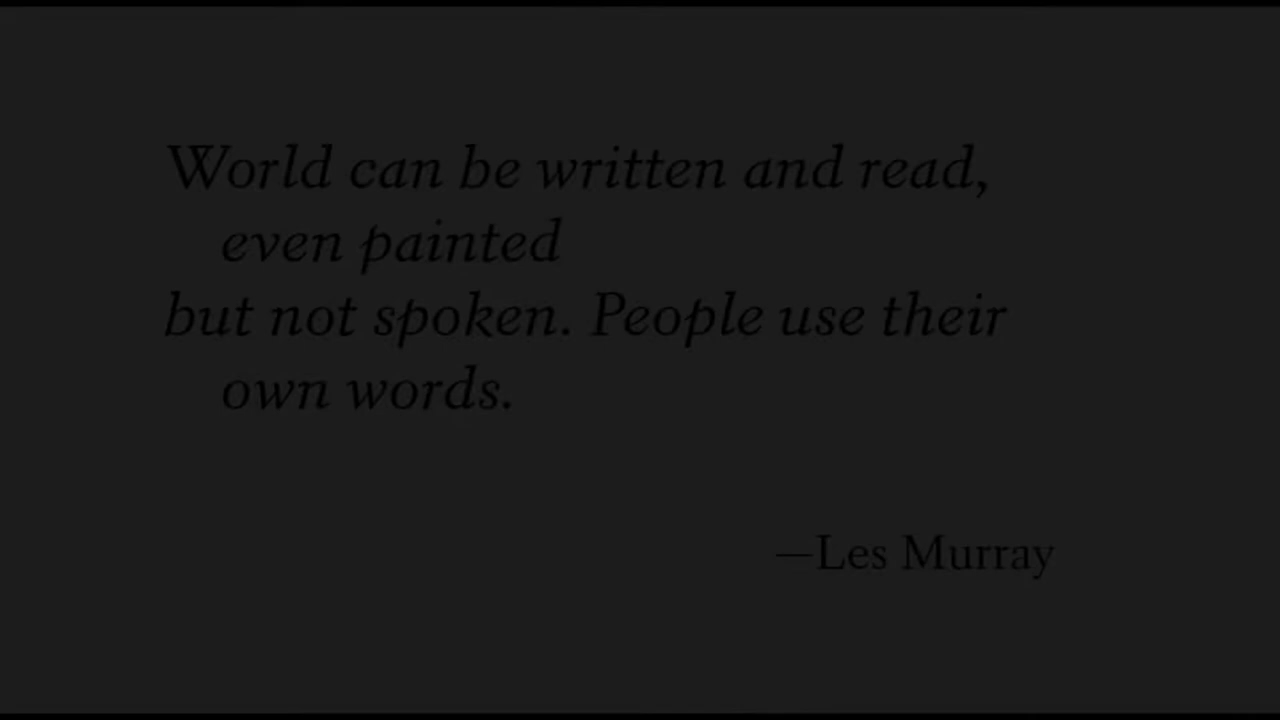 World can be written and read,
even painted
but not spoken. People use their
own words.
—Les Murray